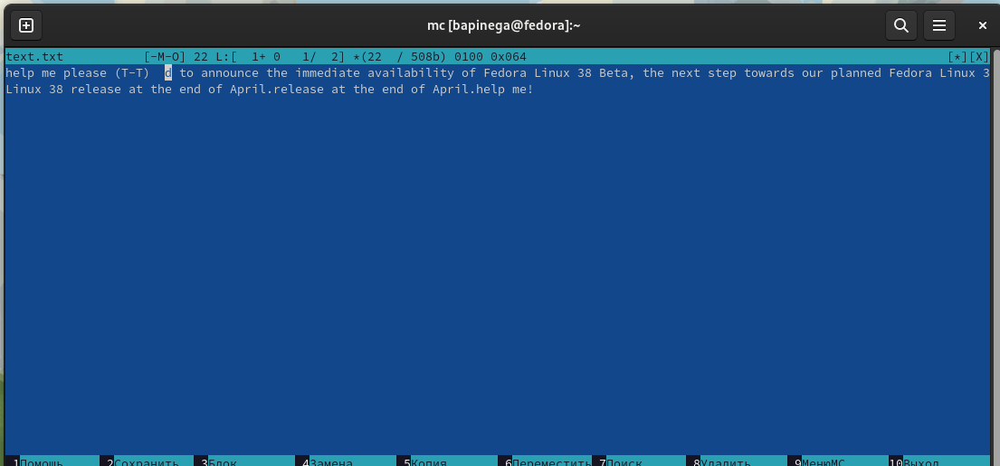 mc [bapinega@fedora]:~
text.txt [-M-O] 22 L:[ 1+ 0 1/ 2] *(22 / 508b) 0100 0x064 [*][X]
help me please (T-T) d to announce the immediate availability of Fedora Linux 38 Beta, the next step towards our planned Fedora Linux 3
Linux 38 release at the end of April.release at the end of April.help me!
1Помощь 2Сохранить 3Блок 4Замена 5Копия 6Переместить 7Поиск 8Удалить 9МенюМС 10Выход